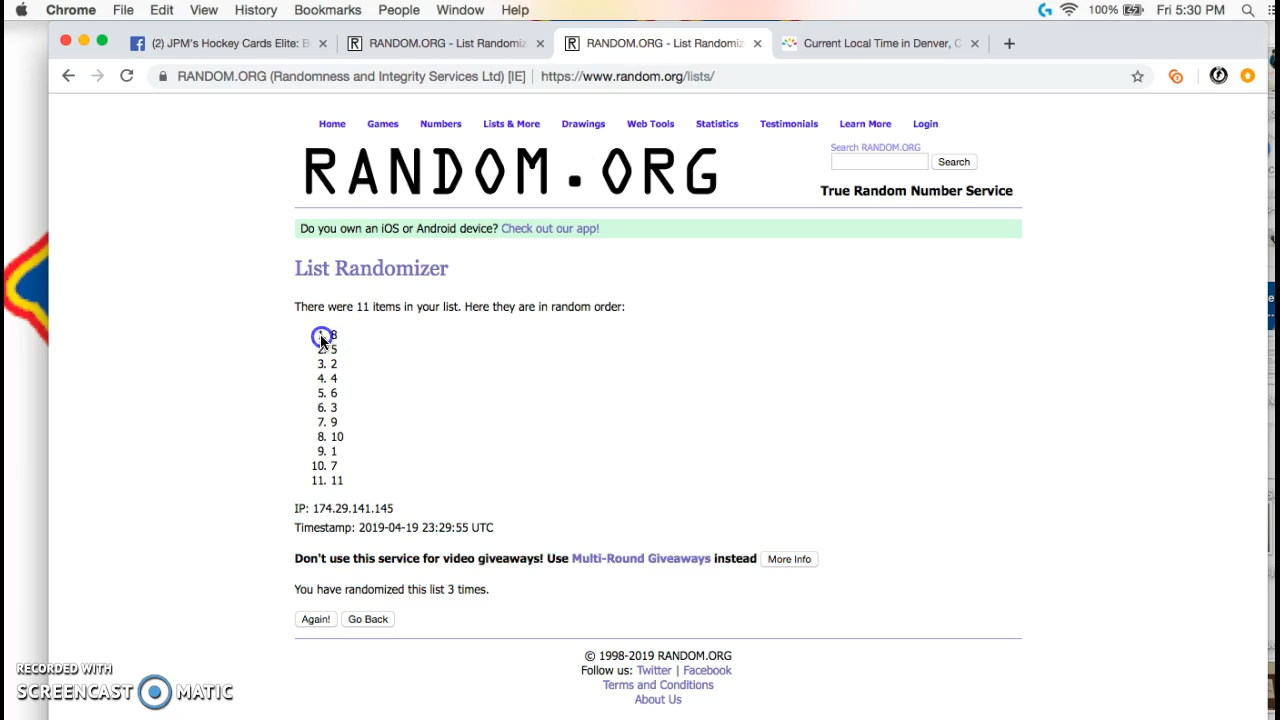 Chrome File Edit View History Bookmarks People Window Help 100% Fri 5:30 PM
(2) JPM's Hockey Cards Elite: B RANDOM.ORG - List Randomiz RANDOM.ORG - List Randomiz Current Local Time in Denver, C
RANDOM.ORG (Randomness and Integrity Services Ltd) [IE] https://www.random.org/lists/
Home Games Numbers Lists & More Drawings Web Tools Statistics Testimonials Learn More Login
Search RANDOM.ORG
Search
RANDOM.ORG
True Random Number Service
Do you own an iOS or Android device? Check out our app!
List Randomizer
There were 11 items in your list. Here they are in random order:
1. 8
2. 5
3. 2
4. 4
5. 6
6. 3
7. 9
8. 10
9. 1
10. 7
11. 11
IP: 174.29.141.145
Timestamp: 2019-04-19 23:29:55 UTC
Don't use this service for video giveaways! Use Multi-Round Giveaways instead More Info
You have randomized this list 3 times.
Again! Go Back
© 1998-2019 RANDOM.ORG
Follow us: Twitter | Facebook
Terms and Conditions
About Us
RECORDED WITH
SCREENCAST MATIC